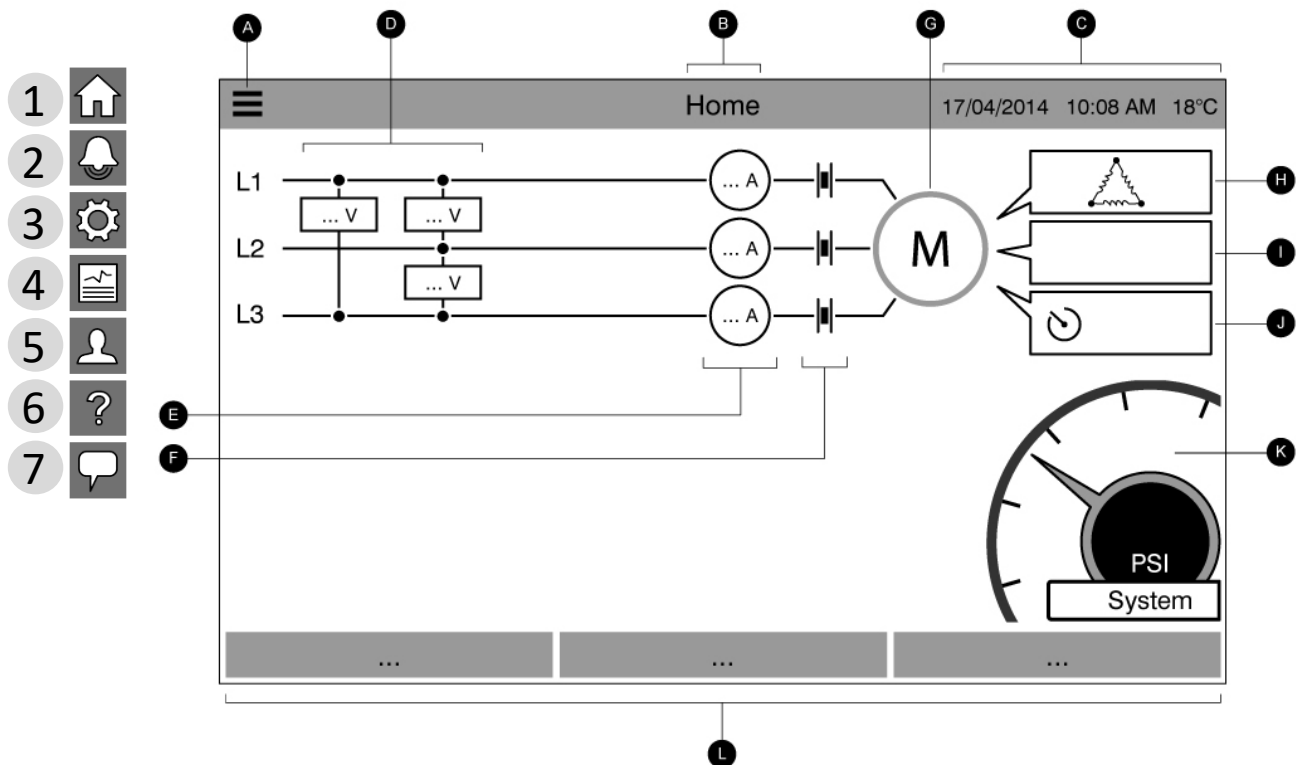 A D B G C
1
2
3
4
5
6
7
Home 17/04/2014 10:08 AM 18°C
L1 ... A
... V ... V
L2 ... A M
... V
L3 ... A
H
I
J
E
F
K
PSI
System
... ... ...
L